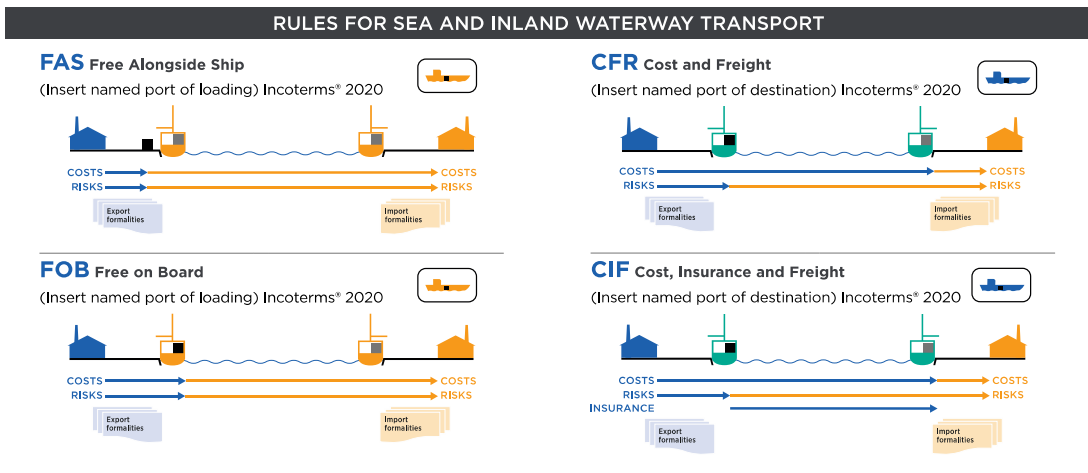 RULES FOR SEA AND INLAND WATERWAY TRANSPORT
FAS Free Alongside Ship
(Insert named port of loading) Incoterms® 2020
COSTS COSTS
RISKS RISKS
Export
formalities
Import
formalities
CFR Cost and Freight
(Insert named port of destination) Incoterms® 2020
COSTS COSTS
RISKS RISKS
Export
formalities
Import
formalities
FOB Free on Board
(Insert named port of loading) Incoterms® 2020
COSTS COSTS
RISKS RISKS
Export
formalities
Import
formalities
CIF Cost, Insurance and Freight
(Insert named port of destination) Incoterms® 2020
COSTS COSTS
RISKS RISKS
INSURANCE
Export
formalities
Import
formalities